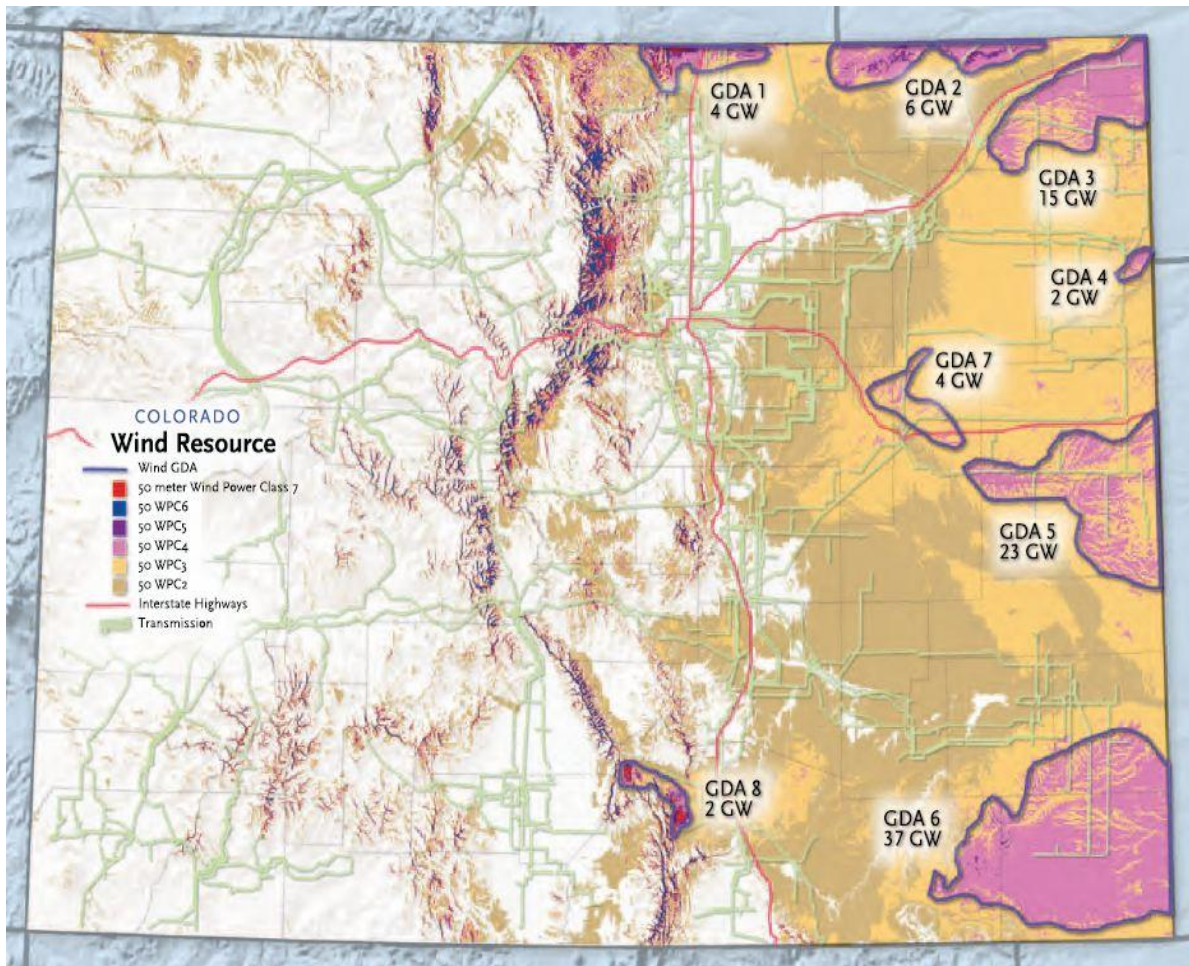 GDA 1
4 GW
GDA 2
6 GW
GDA 3
15 GW
GDA 4
2 GW
GDA 7
4 GW
COLORADO
Wind Resource
Wind GDA
50 meter Wind Power Class 7
50 WPC6
50 WPC5
50 WPC4
50 WPC3
50 WPC2
Interstate Highways
Transmission
GDA 5
23 GW
GDA 8
2 GW
GDA 6
37 GW